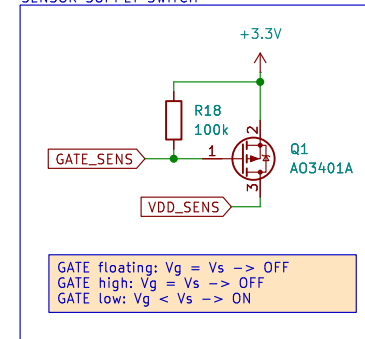 SENSOR SUPPLY SWITCH
+3.3V
R18
100k
2
Q1
1
GATE_SENS
AO3401A
3
VDD_SENS
GATE floating: Vg = Vs -> OFF
GATE high: Vg = Vs -> OFF
GATE low: Vg < Vs -> ON